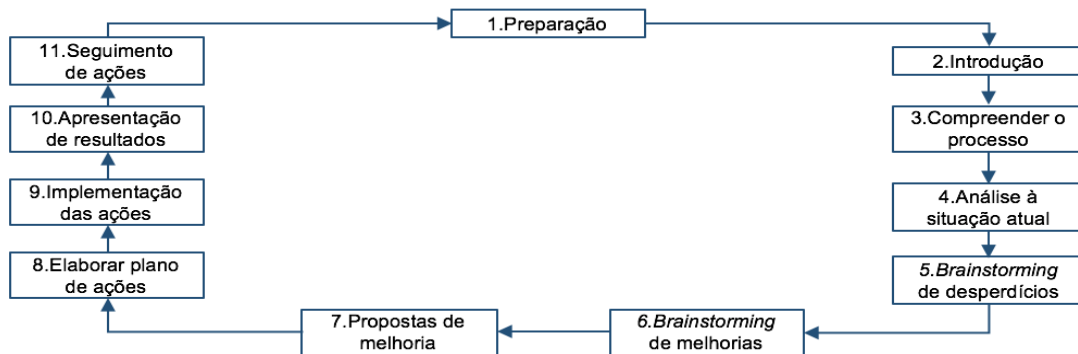 1.Preparação
2.Introdução
3.Compreender o
processo
4.Análise à
situação atual
5.Brainstorming
de desperdícios
6.Brainstorming
de melhorias
7.Propostas de
melhoria
8.Elaborar plano
de ações
9.Implementação
das ações
10.Apresentação
de resultados
11.Seguimento
de ações